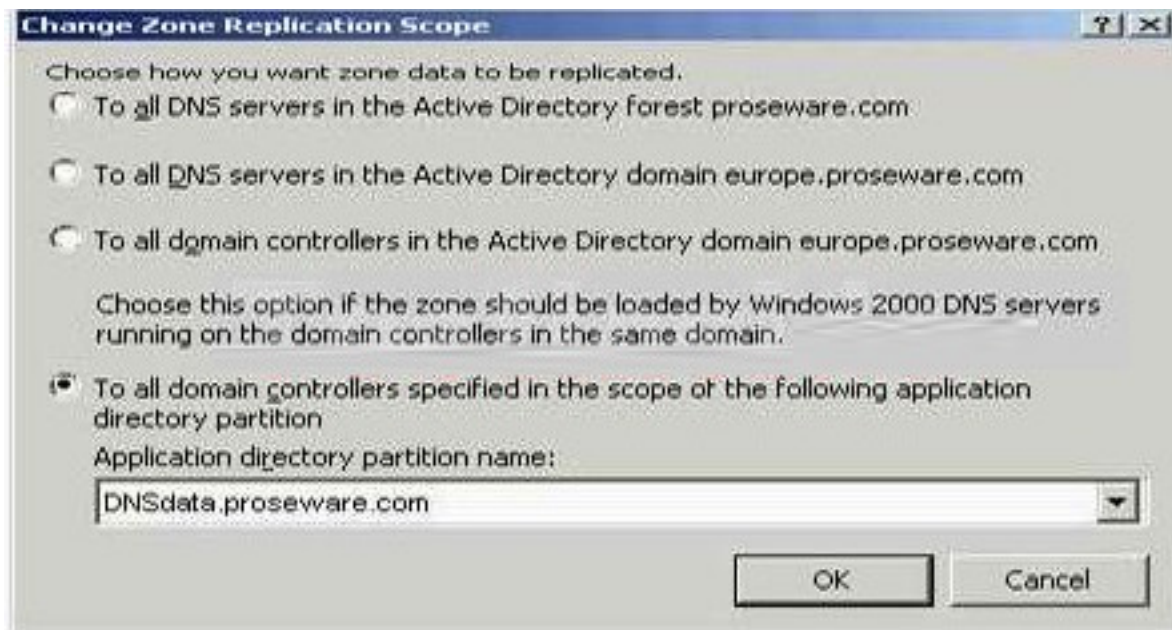 Change Zone Replication Scope
Choose how you want zone data to be replicated.
To all DNS servers in the Active Directory forest proseware.com
To all DNS servers in the Active Directory domain europe.proseware.com
To all domain controllers in the Active Directory domain europe.proseware.com
Choose this option if the zone should be loaded by Windows 2000 DNS servers
running on the domain controllers in the same domain.
To all domain controllers specified in the scope of the following application
directory partition
Application directory partition name:
DNSdata.proseware.com
OK Cancel